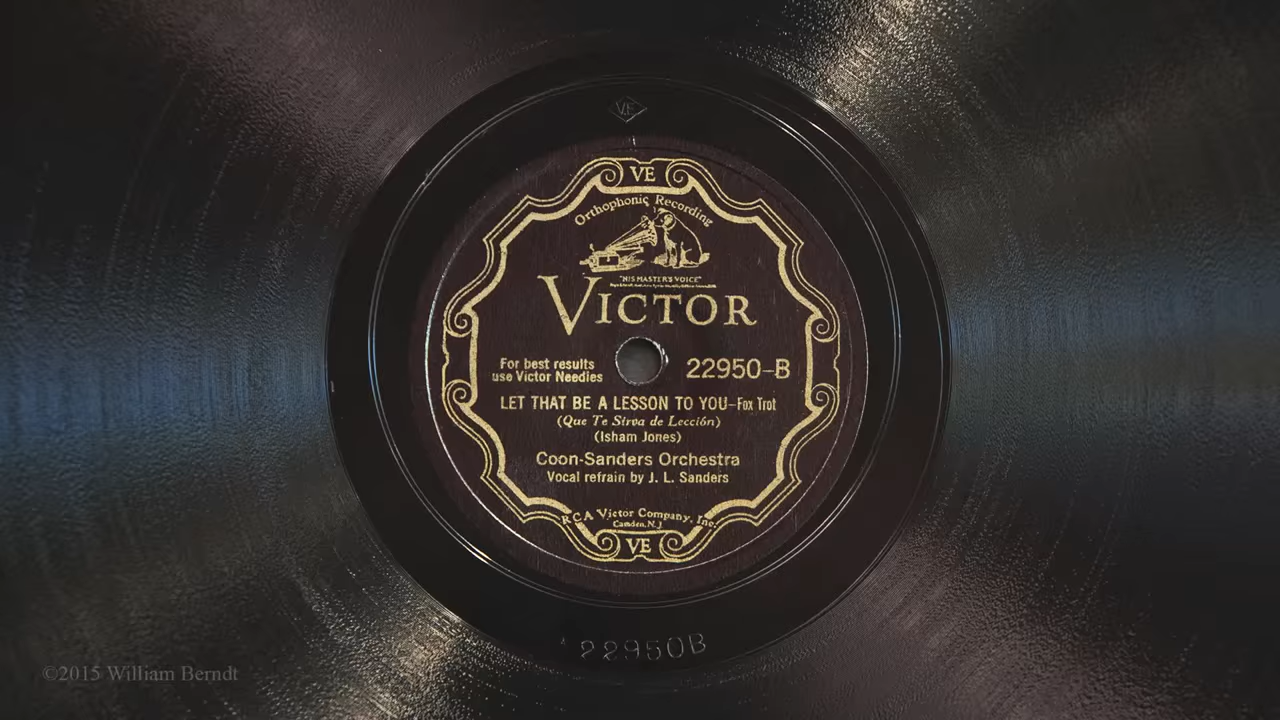 VE
VE
Orthophonic Recording
"HIS MASTER'S VOICE"
VICTOR
For best results
use Victor Needles
22950-B
LET THAT BE A LESSON TO YOU-Fox Trot
(Que Te Sirva de Lección)
(Isham Jones)
Coon-Sanders Orchestra
Vocal refrain by J. L. Sanders
RCA Victor Company, Inc.
Camden, N.J.
VE
22950B
©2015 William Berndt